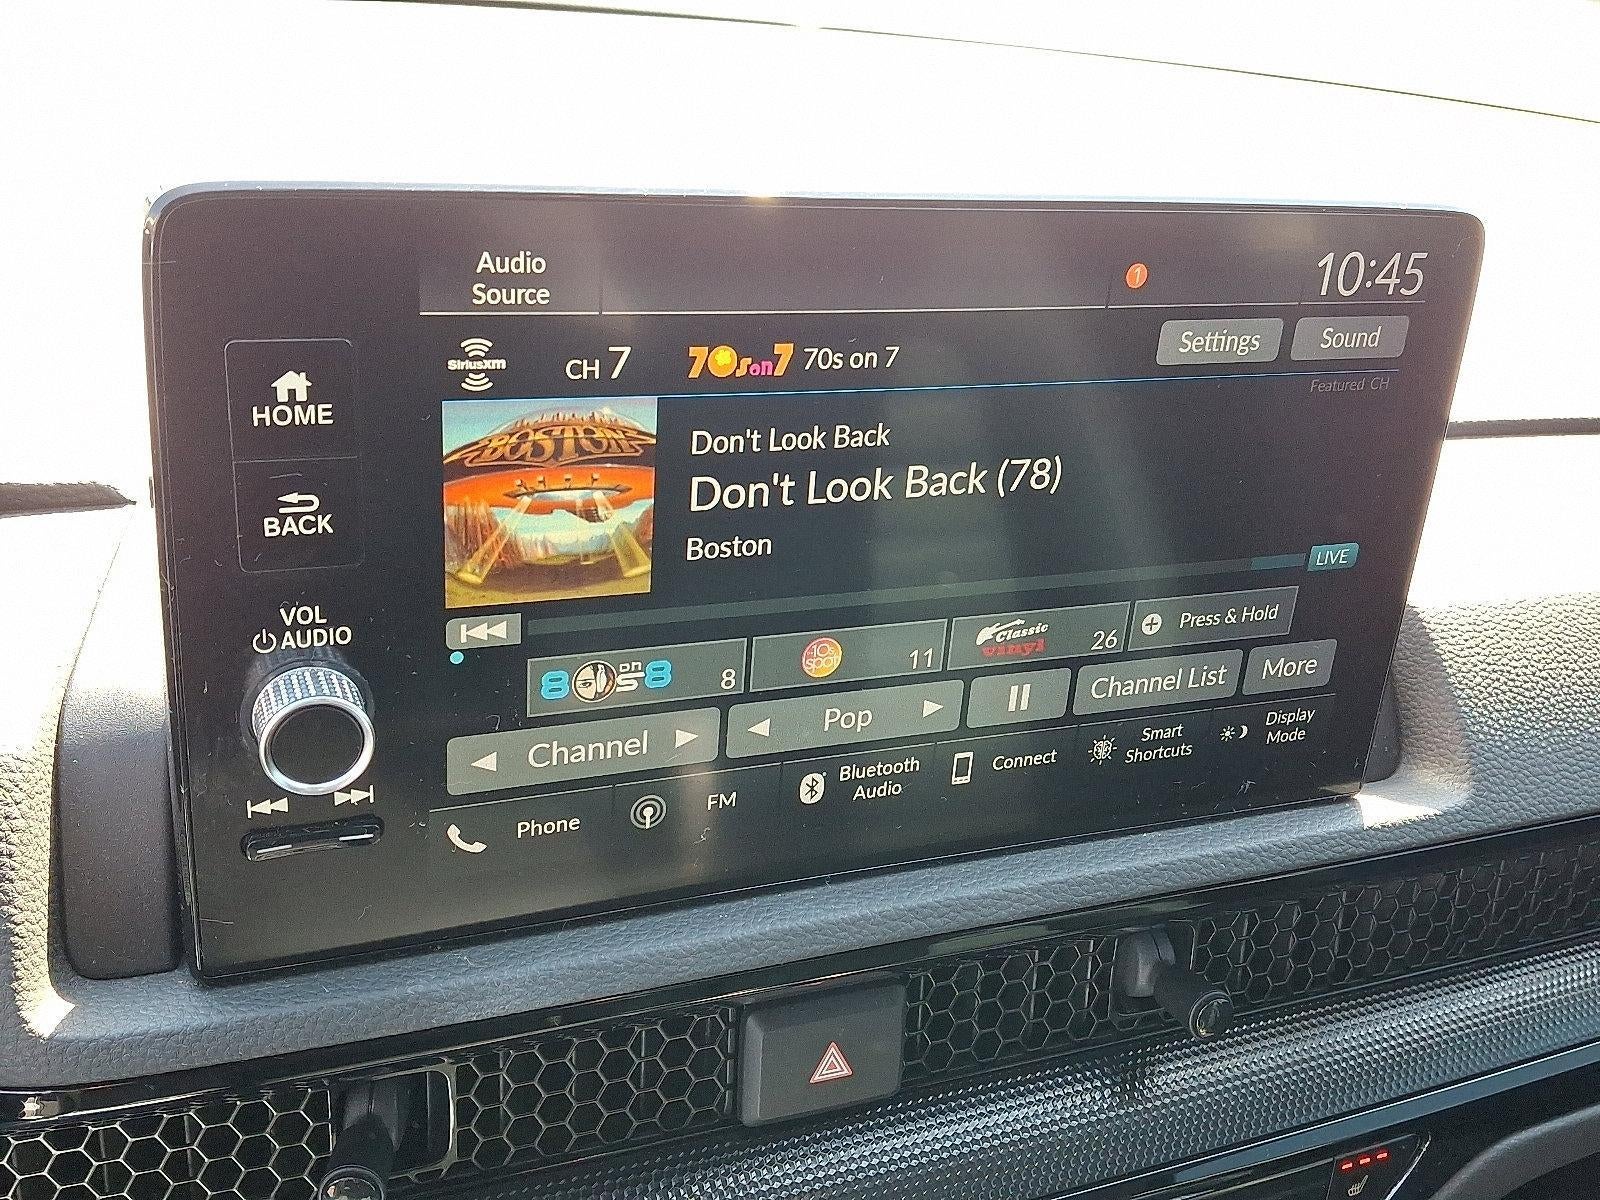 Audio
Source
1
10:45
HOME
BACK
VOL
AUDIO
SiriusXM
CH 7
70s on 7
70s on 7
Settings
Sound
Featured CH
BOSTON
Don't Look Back
Don't Look Back (78)
Boston
LIVE
80s on 8
8
-10s spot
11
Classic vinyl
26
Press & Hold
Channel
Pop
Channel List
More
Phone
FM
Bluetooth
Audio
Connect
Smart
Shortcuts
Display
Mode